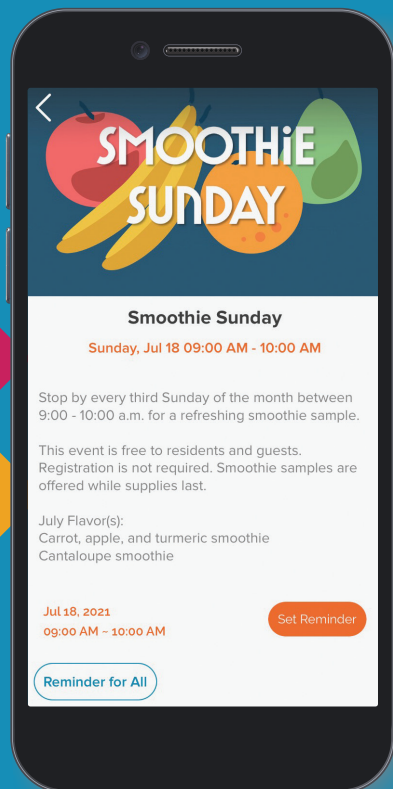 SMOOTHiE
SUNDAY
Smoothie Sunday
Sunday, Jul 18 09:00 AM - 10:00 AM
Stop by every third Sunday of the month between
9:00 - 10:00 a.m. for a refreshing smoothie sample.
This event is free to residents and guests.
Registration is not required. Smoothie samples are
offered while supplies last.
July Flavor(s):
Carrot, apple, and turmeric smoothie
Cantaloupe smoothie
Jul 18, 2021
09:00 AM ~ 10:00 AM
Set Reminder
Reminder for All